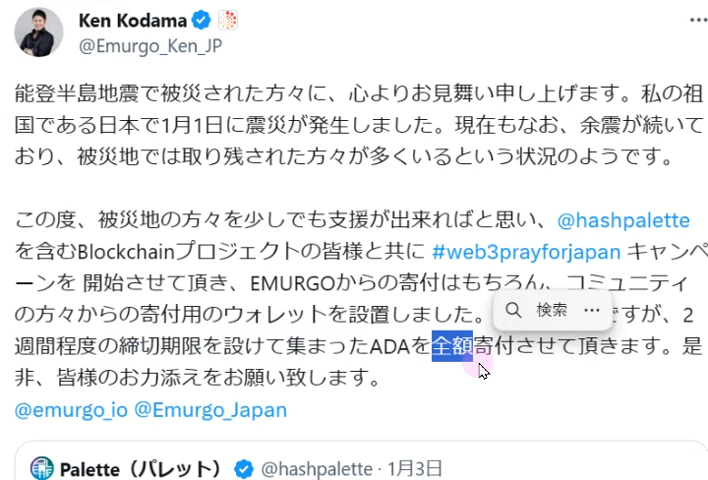 Ken Kodama
@Emurgo_Ken_JP
能登半島地震で被災された方々に、心よりお見舞い申し上げます。私の祖
国である日本で1月1日に震災が発生しました。現在もなお、余震が続いて
おり、被災地では取り残された方々が多くいるという状況のようです。
この度、被災地の方々を少しでも支援が出来ればと思い、@hashpalette
を含むBlockchainプロジェクトの皆様と共に #web3prayforjapan キャンペ
ーンを 開始させて頂き、EMURGOからの寄付はもちろん、コミュニティ
の方々からの寄付用のウォレットを設置しました。
検索
ですが、2
週間程度の締切期限を設けて集まったADAを全額寄付させて頂きます。是
非、皆様のお力添えをお願い致します。
@emurgo_io @Emurgo_Japan
Palette（パレット） @hashpalette · 1月3日